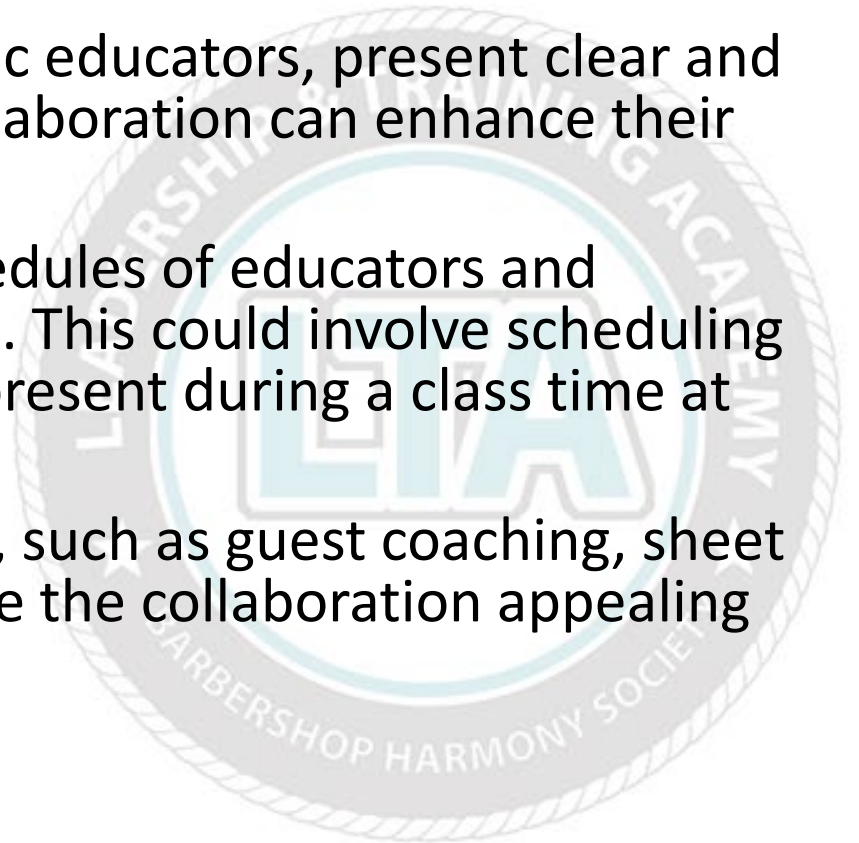 c educators, present clear and
aboration can enhance their
edules of educators and
. This could involve scheduling
present during a class time at
, such as guest coaching, sheet
e the collaboration appealing
LEADERSHIP & TRAINING ACADEMY
LTA
BARBERSHOP HARMONY SOCIETY